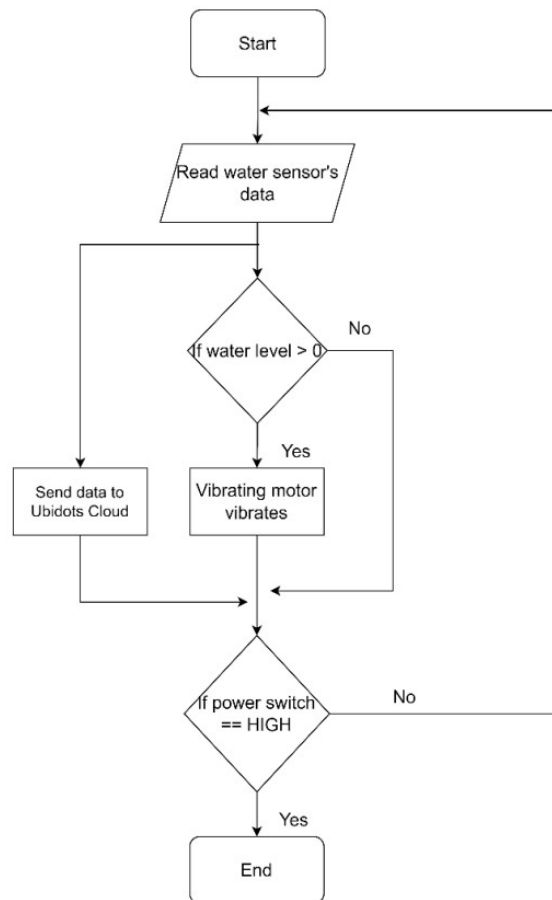 Start
Read water sensor's
data
No
If water level > 0
Yes
Send data to
Ubidots Cloud
Vibrating motor
vibrates
If power switch
== HIGH
No
Yes
End